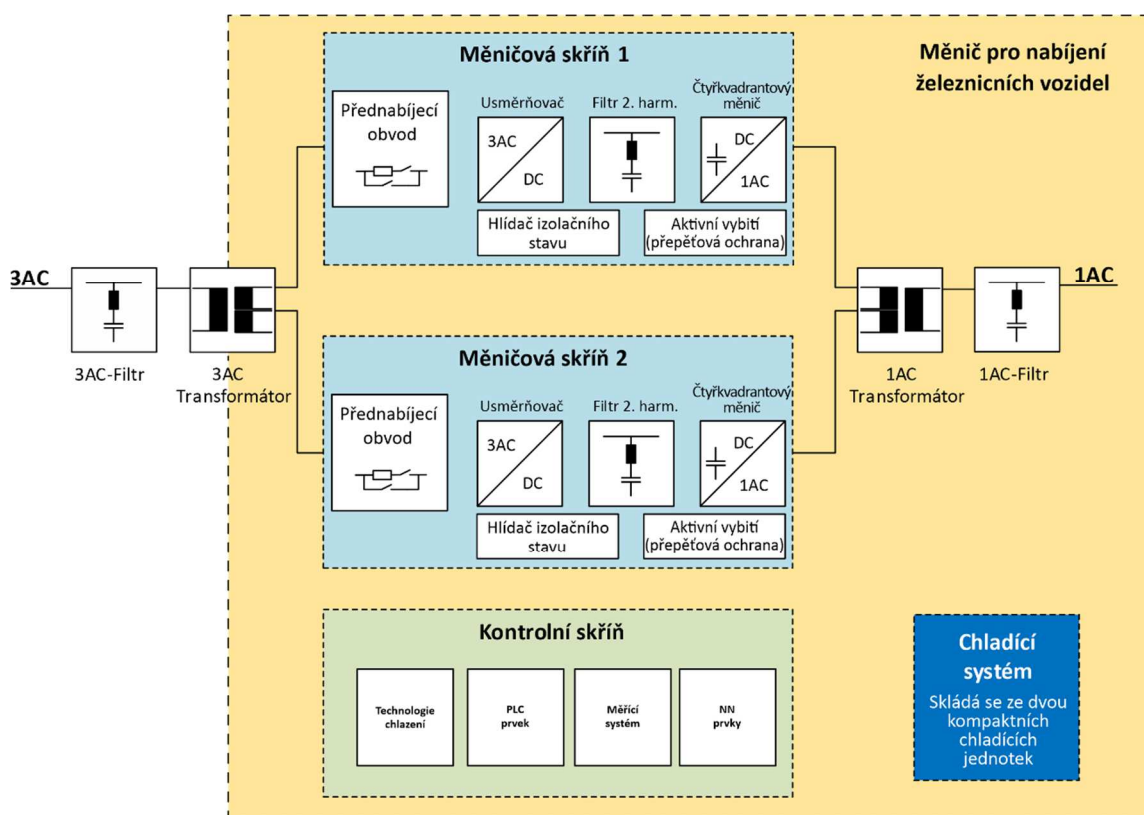 Měnič pro nabíjení
železnicních vozidel
Měničová skříň 1
Přednabíjecí
obvod
Usměrňovač
3AC
DC
Filtr 2. harm.
Čtyřkvadrantový
měnič
DC
1AC
Hlídač izolačního
stavu
Aktivní vybití
(přepěťová ochrana)
3AC
3AC-Filtr
3AC
Transformátor
1AC
1AC
Transformátor
1AC-Filtr
Měničová skříň 2
Přednabíjecí
obvod
Usměrňovač
3AC
DC
Filtr 2. harm.
Čtyřkvadrantový
měnič
DC
1AC
Hlídač izolačního
stavu
Aktivní vybití
(přepěťová ochrana)
Kontrolní skříň
Technologie
chlazení
PLC
prvek
Měřící
systém
NN
prvky
Chladící
systém
Skládá se ze dvou
kompaktních
chladících
jednotek